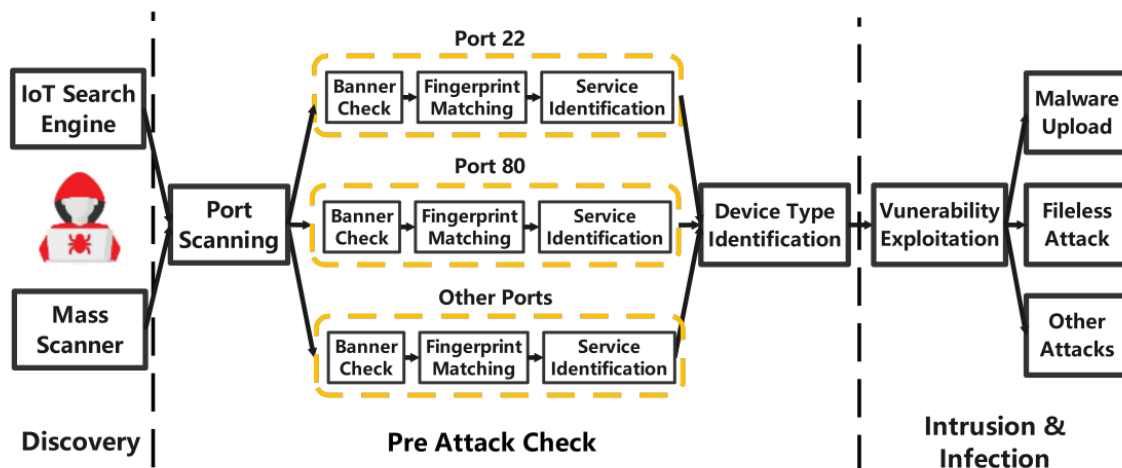 IoT Search
Engine
Mass
Scanner
Discovery
Port
Scanning
Port 22
Banner
Check
Fingerprint
Matching
Service
Identification
Port 80
Banner
Check
Fingerprint
Matching
Service
Identification
Other Ports
Banner
Check
Fingerprint
Matching
Service
Identification
Device Type
Identification
Pre Attack Check
Vunerability
Exploitation
Malware
Upload
Fileless
Attack
Other
Attacks
Intrusion &
Infection